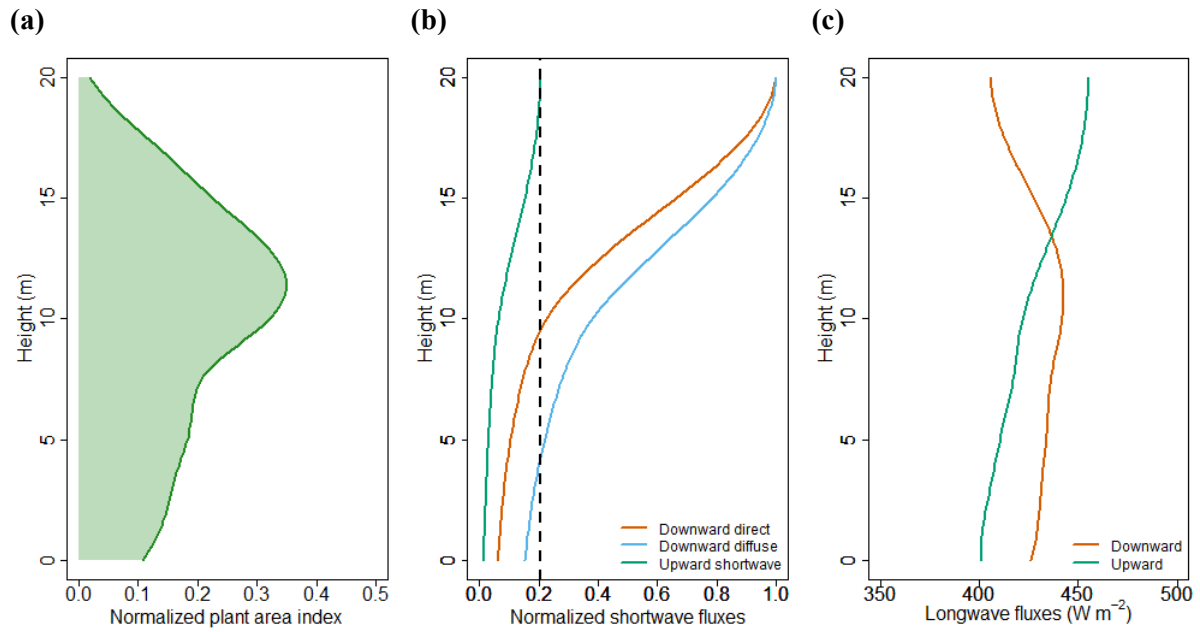 (a)
(b)
(c)
Height (m)
0 5 10 15 20
0.0 0.1 0.2 0.3 0.4 0.5
Normalized plant area index
Height (m)
0 5 10 15 20
Downward direct
Downward diffuse
Upward shortwave
0.0 0.2 0.4 0.6 0.8 1.0
Normalized shortwave fluxes
Height (m)
0 5 10 15 20
Downward
Upward
350 400 450 500
Longwave fluxes (W m⁻²)